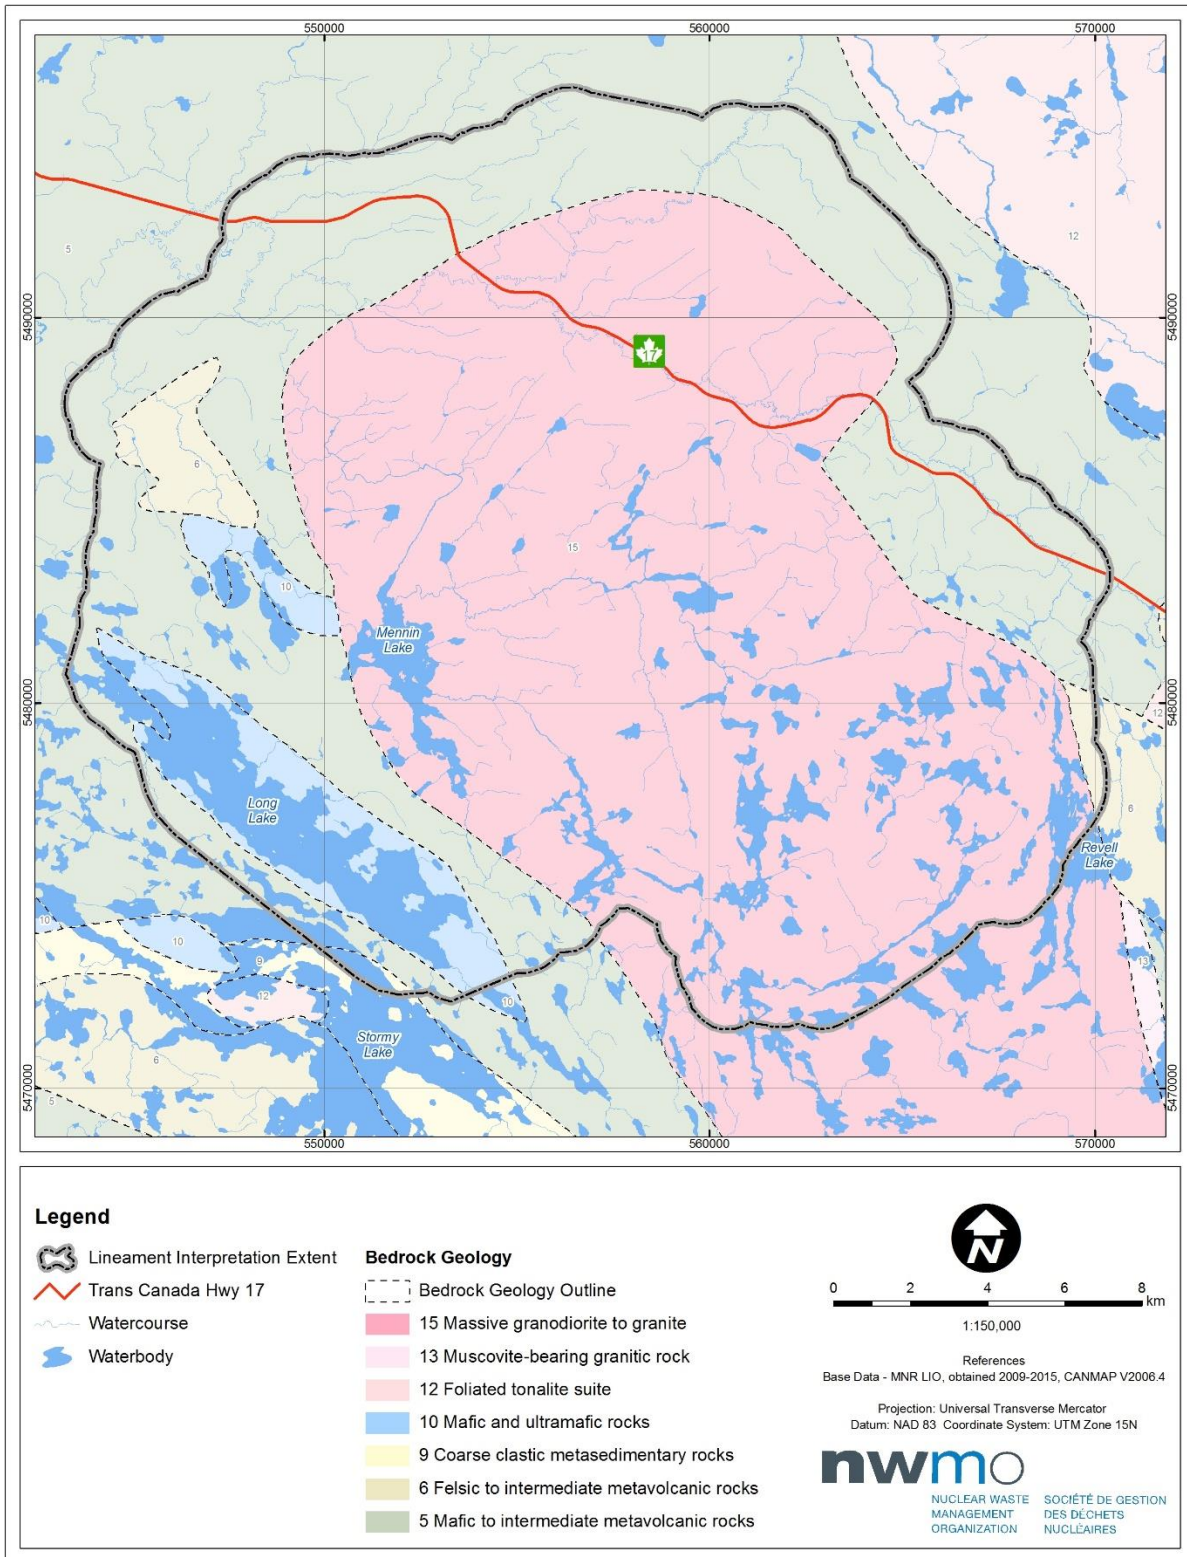 550000
560000
570000
5
12
5490000
5490000
17
6
15
10
Mennin
Lake
5480000
5480000
12
Long
Lake
6
Revell
Lake
10
10
9
13
12
10
Stormy
Lake
6
5470000
5470000
5
550000
560000
570000
Legend
Lineament Interpretation Extent
Trans Canada Hwy 17
Watercourse
Waterbody
Bedrock Geology
Bedrock Geology Outline
15 Massive granodiorite to granite
13 Muscovite-bearing granitic rock
12 Foliated tonalite suite
10 Mafic and ultramafic rocks
9 Coarse clastic metasedimentary rocks
6 Felsic to intermediate metavolcanic rocks
5 Mafic to intermediate metavolcanic rocks
N
0 2 4 6 8
km
1:150,000
References
Base Data - MNR LIO, obtained 2009-2015, CANMAP V2006.4
Projection: Universal Transverse Mercator
Datum: NAD 83 Coordinate System: UTM Zone 15N
nwmo
NUCLEAR WASTE
MANAGEMENT
ORGANIZATION
SOCIÉTÉ DE GESTION
DES DÉCHETS
NUCLÉAIRES